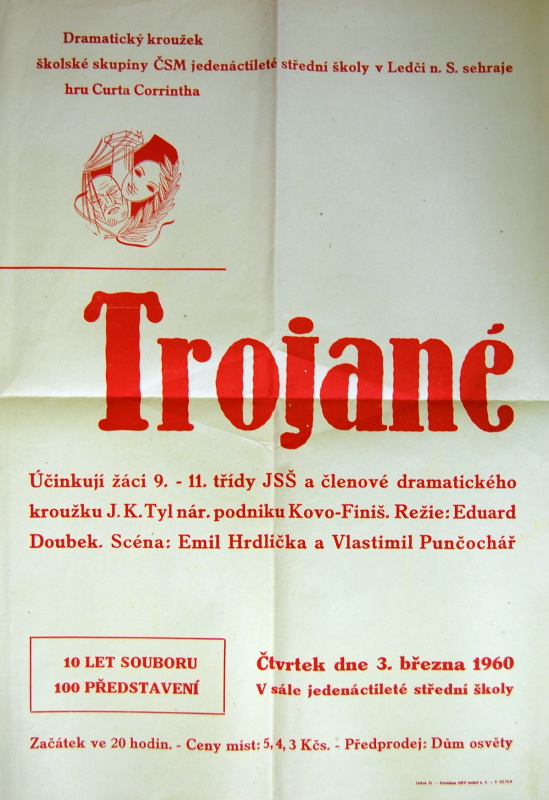 Dramatický kroužek
školské skupiny ČSM jedenáctileté střední školy v Ledči n. S. sehraje
hru Curta Corrintha
Trojané
Účinkují žáci 9. - 11. třídy JSŠ a členové dramatického
kroužku J. K. Tyl nár. podniku Kovo-Finiš. Režie: Eduard
Doubek. Scéna: Emil Hrdlička a Vlastimil Punčochář
10 LET SOUBORU
100 PŘEDSTAVENÍ
Čtvrtek dne 3. března 1960
V sále jedenáctileté střední školy
Začátek ve 20 hodin. - Ceny míst: 5, 4, 3 Kčs. - Předprodej: Dům osvěty